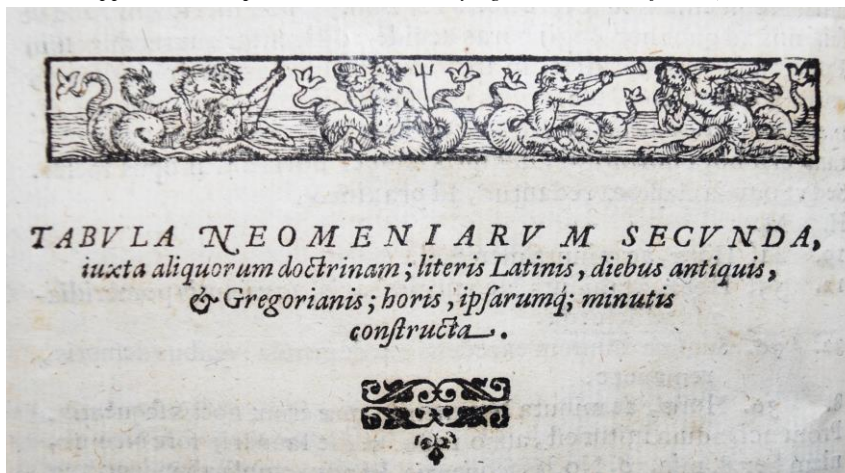 TABVLA NEOMENIARVM SECVNDA,
iuxta aliquorum doctrinam; literis Latinis, diebus antiquis,
& Gregorianis; horis, ipsarumq; minutis
constructa.